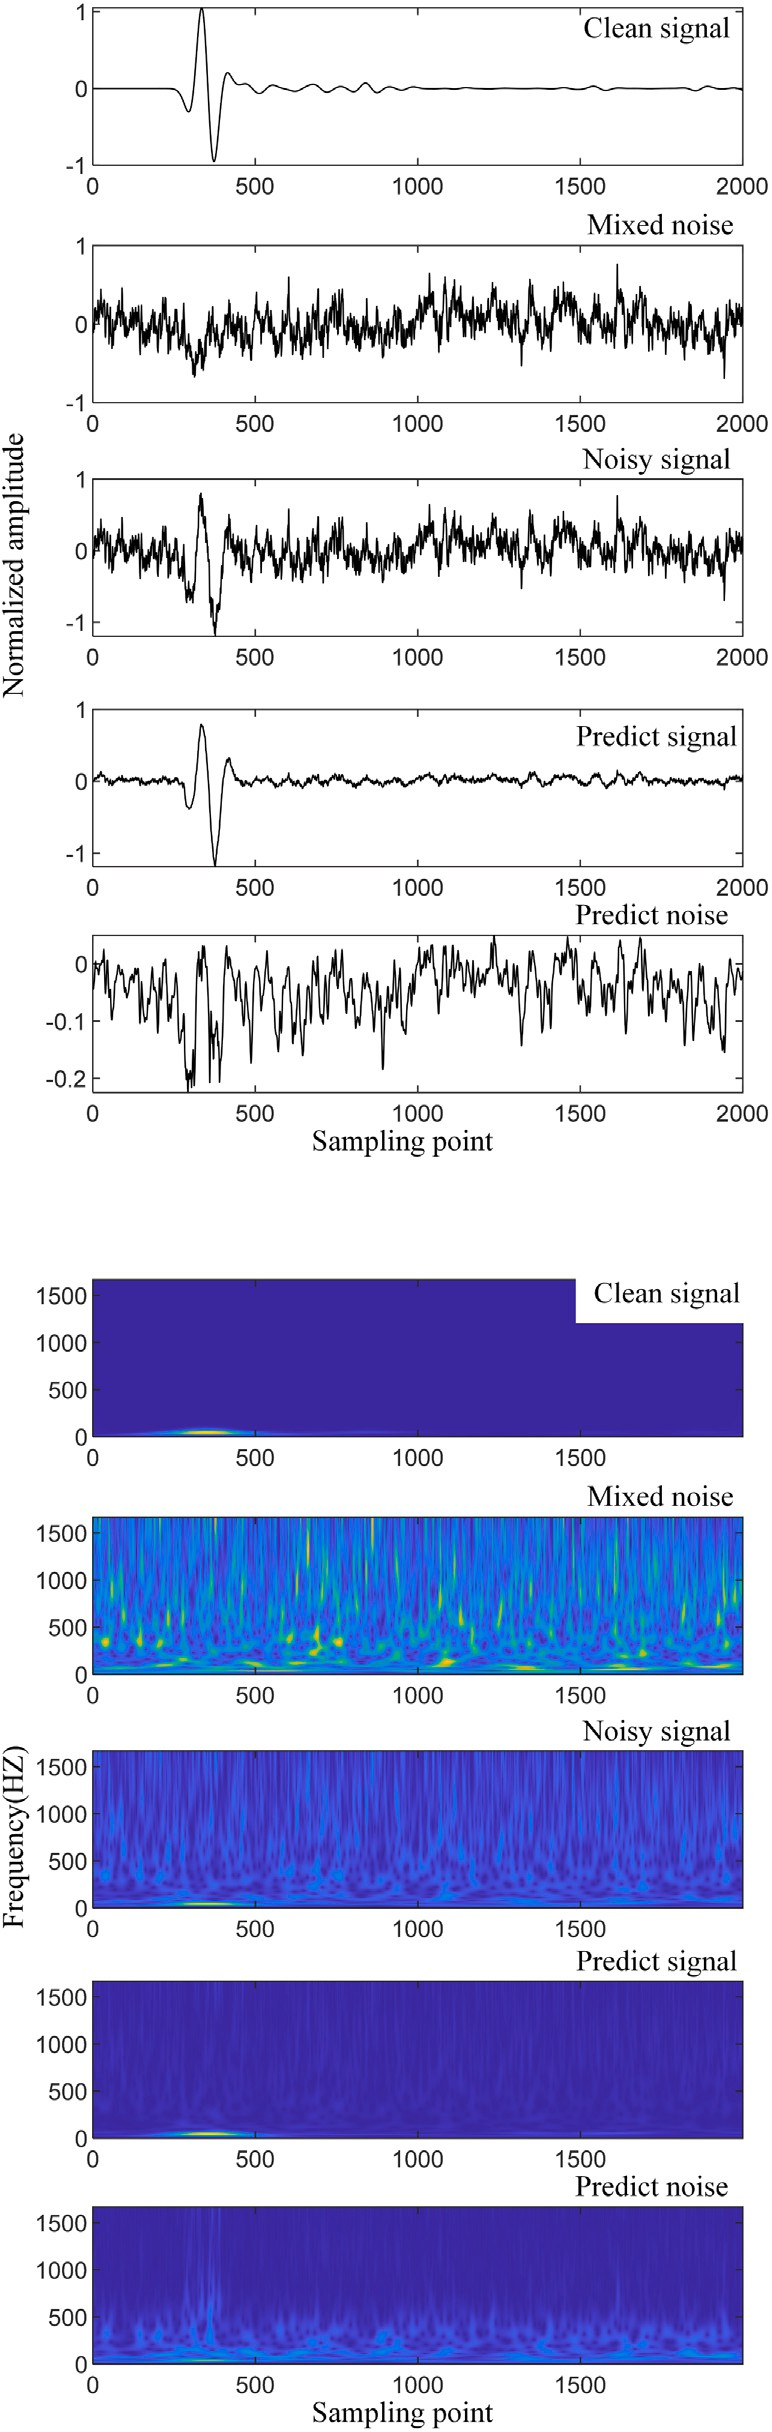 Clean signal
1
0
-1
0 500 1000 1500 2000
Mixed noise
1
0
-1
0 500 1000 1500 2000
Normalized amplitude
Noisy signal
1
0
-1
0 500 1000 1500 2000
Predict signal
1
0
-1
0 500 1000 1500 2000
Predict noise
0
-0.1
-0.2
0 500 1000 1500 2000
Sampling point
Clean signal
1500
1000
500
0
0 500 1000 1500
Mixed noise
1500
1000
500
0
0 500 1000 1500
Frequency(HZ)
Noisy signal
1500
1000
500
0
0 500 1000 1500
Predict signal
1500
1000
500
0
0 500 1000 1500
Predict noise
1500
1000
500
0
0 500 1000 1500
Sampling point